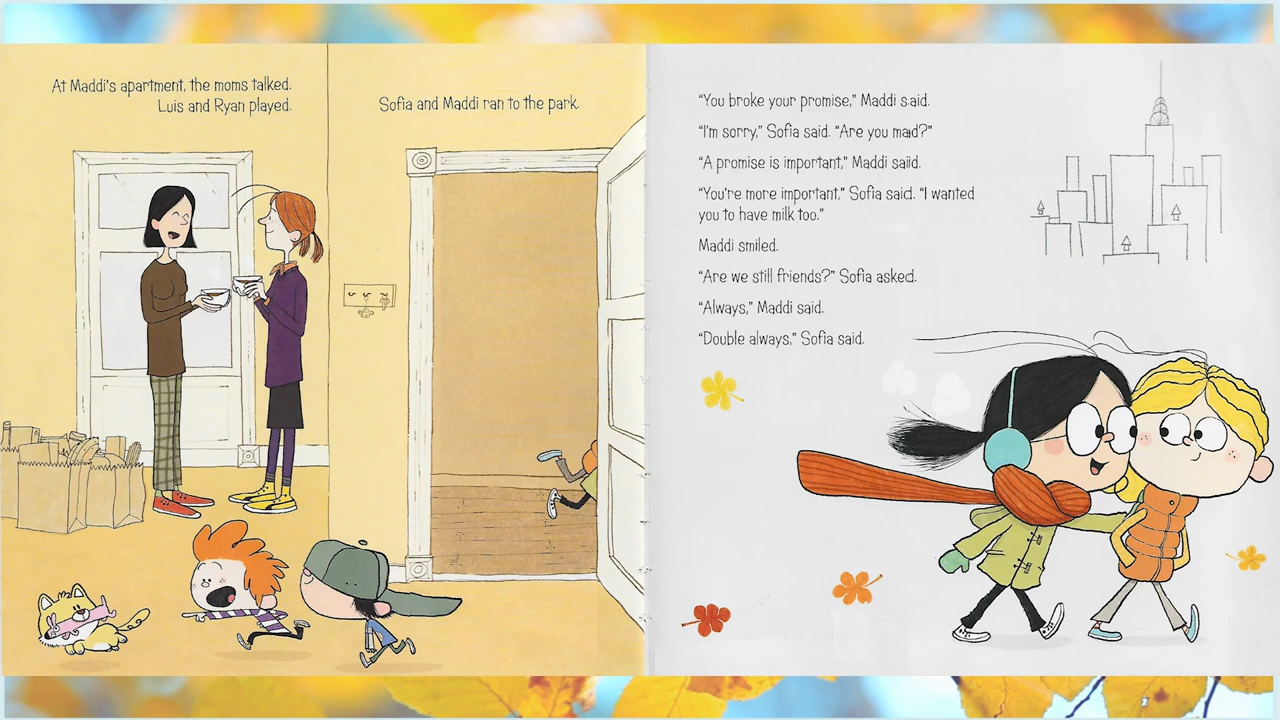 At Maddi's apartment, the moms talked.
Luis and Ryan played.
Sofia and Maddi ran to the park.
"You broke your promise," Maddi said.
"I'm sorry," Sofia said. "Are you mad?"
"A promise is important," Maddi said.
"You're more important," Sofia said. "I wanted
you to have milk too."
Maddi smiled.
"Are we still friends?" Sofia asked.
"Always," Maddi said.
"Double always," Sofia said.